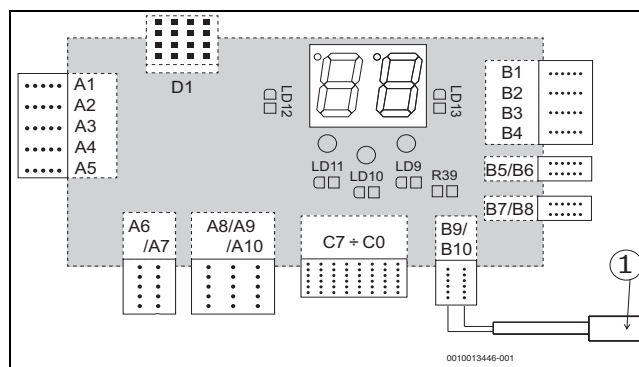 D1
A1
A2
A3
A4
A5
LD12
LD13
B1
B2
B3
B4
B5/B6
B7/B8
LD11
LD10
LD9
R39
A6
/A7
A8/A9
/A10
C7 ÷ C0
B9/
B10
1
0010013446-001